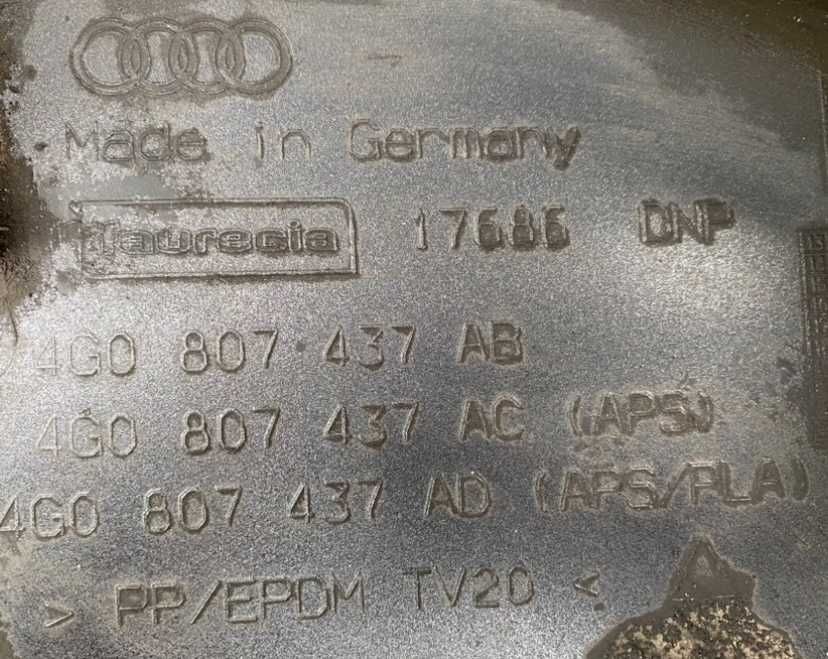 Made in Germany
faurecia 17686 DNP
4G0 807 437 AB
4G0 807 437 AC (APS)
4G0 807 437 AD (APS/PLA)
> PP/EPDM TV20 <